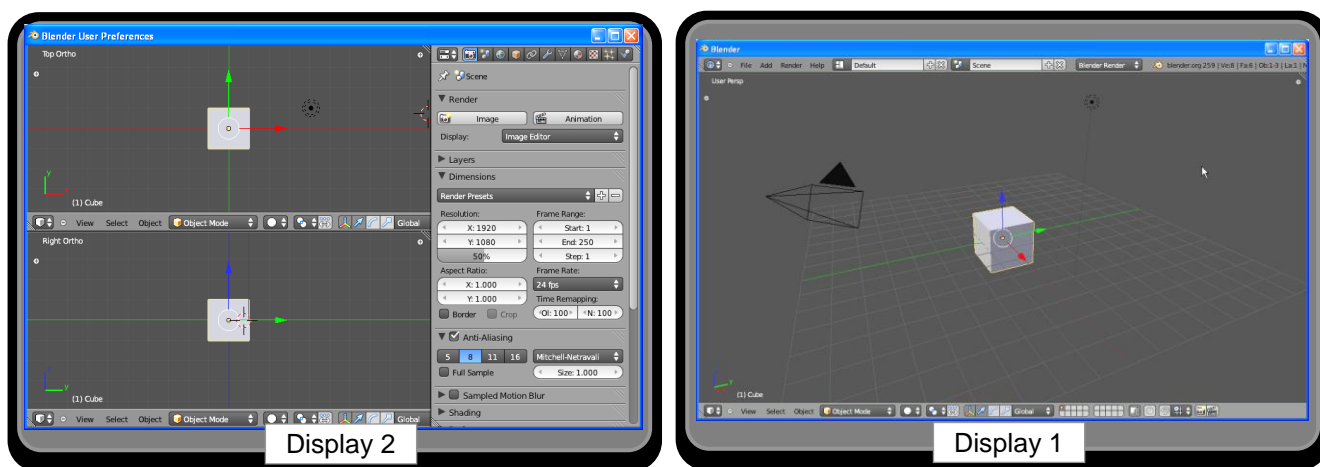 Blender User Preferences
Top Ortho
(1) Cube
View Select Object Object Mode Global
Right Ortho
(1) Cube
View Select Object Object Mode Global
Scene
Render
Image Animation
Display: Image Editor
Layers
Dimensions
Render Presets
Resolution: Frame Range:
X: 1920 Start: 1
Y: 1080 End: 250
50% Step: 1
Aspect Ratio: Frame Rate:
X: 1.000 24 fps
Y: 1.000 Time Remapping:
Border Crop Ol: 100 N: 100
Anti-Aliasing
5 8 11 16 Mitchell-Netravali
Full Sample Size: 1.000
Sampled Motion Blur
Shading
Display 2
Blender
File Add Render Help Default Scene Blender Render blender.org 259 | Ve:8 | Fa:6 | Ob:1-3 | La:1 |
User Persp
(1) Cube
View Select Object Object Mode Global
Display 1